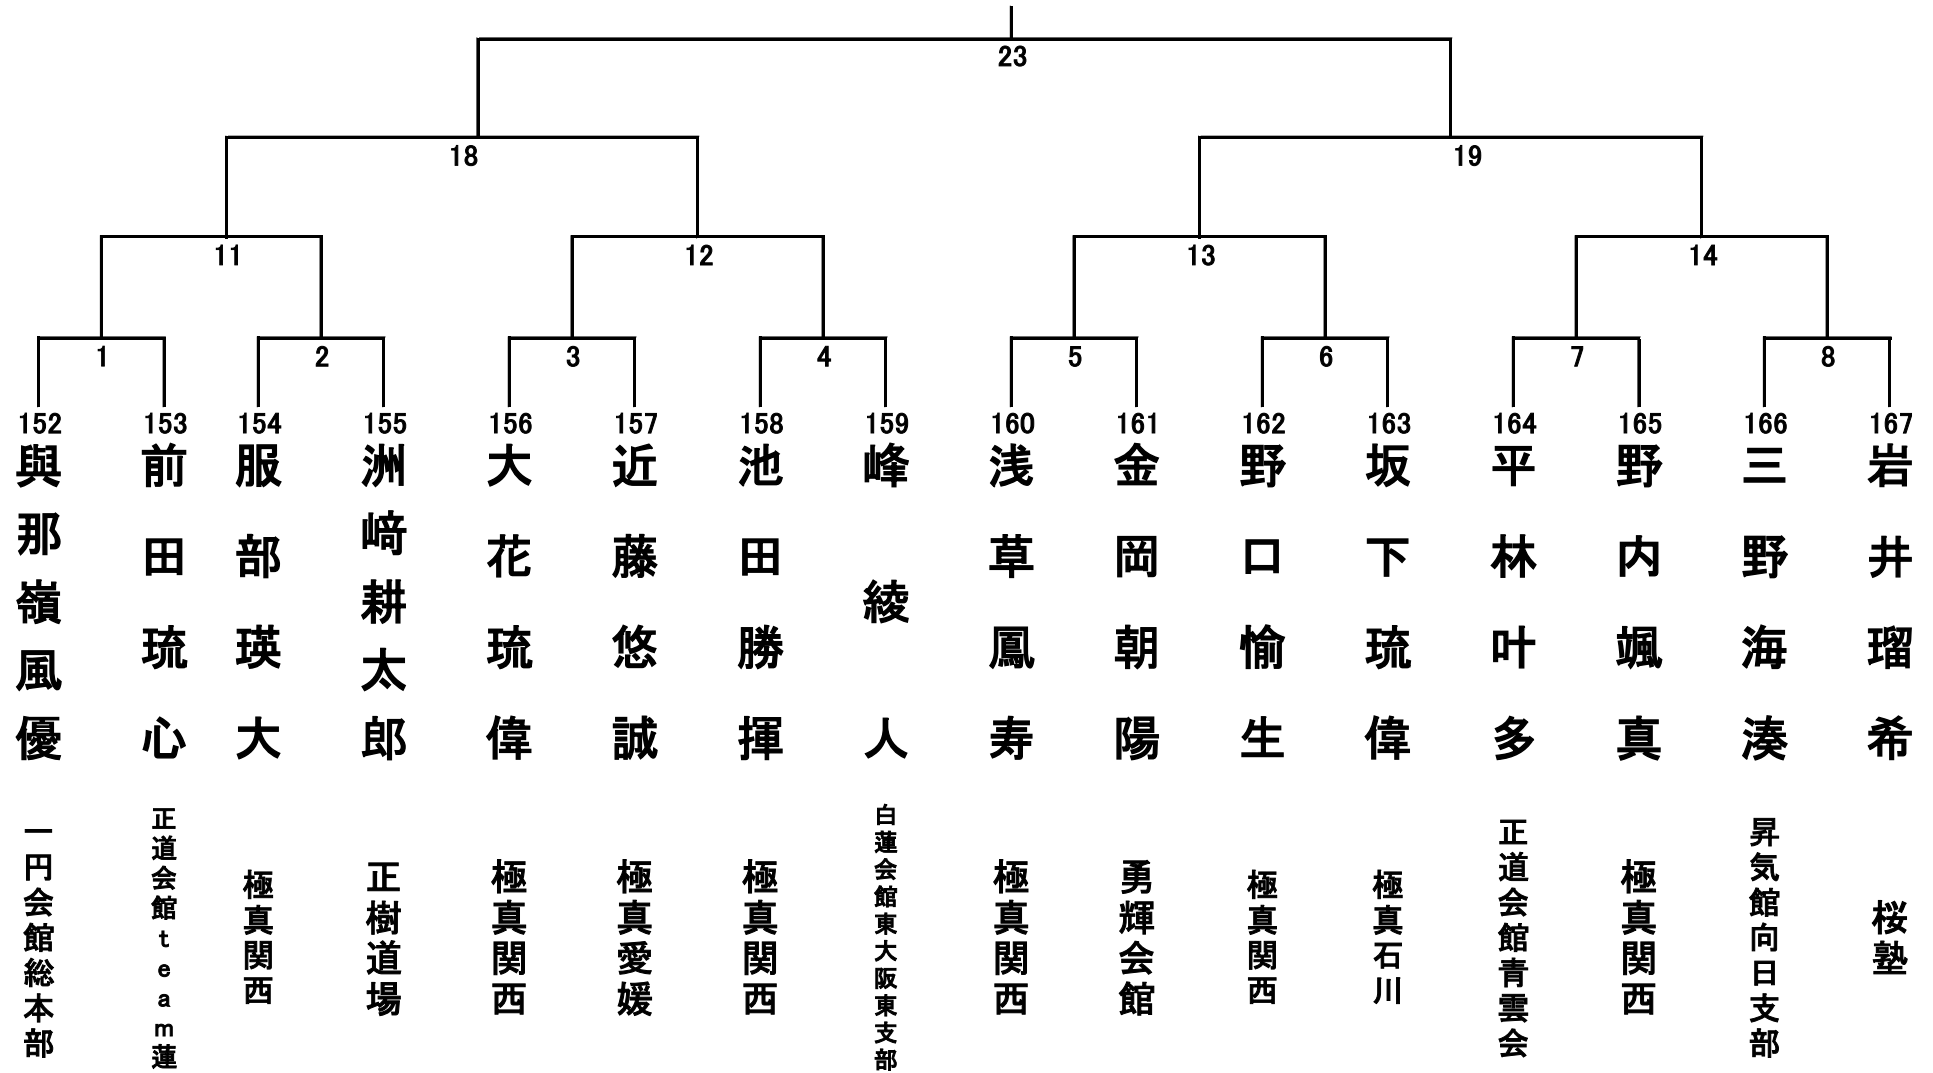 23
18
19
11
12
13
14
1
2
3
4
5
6
7
8
152
153
154
155
156
157
158
159
160
161
162
163
164
165
166
167
與那嶺風優
前田琉心
服部瑛大
洲﨑耕太郎
大花琉偉
近藤悠誠
池田勝揮
峰綾人
浅草鳳寿
金岡朝陽
野口愉生
坂下琉偉
平林叶多
野内颯真
三野海湊
岩井瑠希
一円会館総本部
正道会館ｔｅａｍ蓮
極真関西
正樹道場
極真関西
極真愛媛
極真関西
白蓮会館東大阪東支部
極真関西
勇輝会館
極真関西
極真石川
正道会館青雲会
極真関西
昇気館向日支部
桜塾